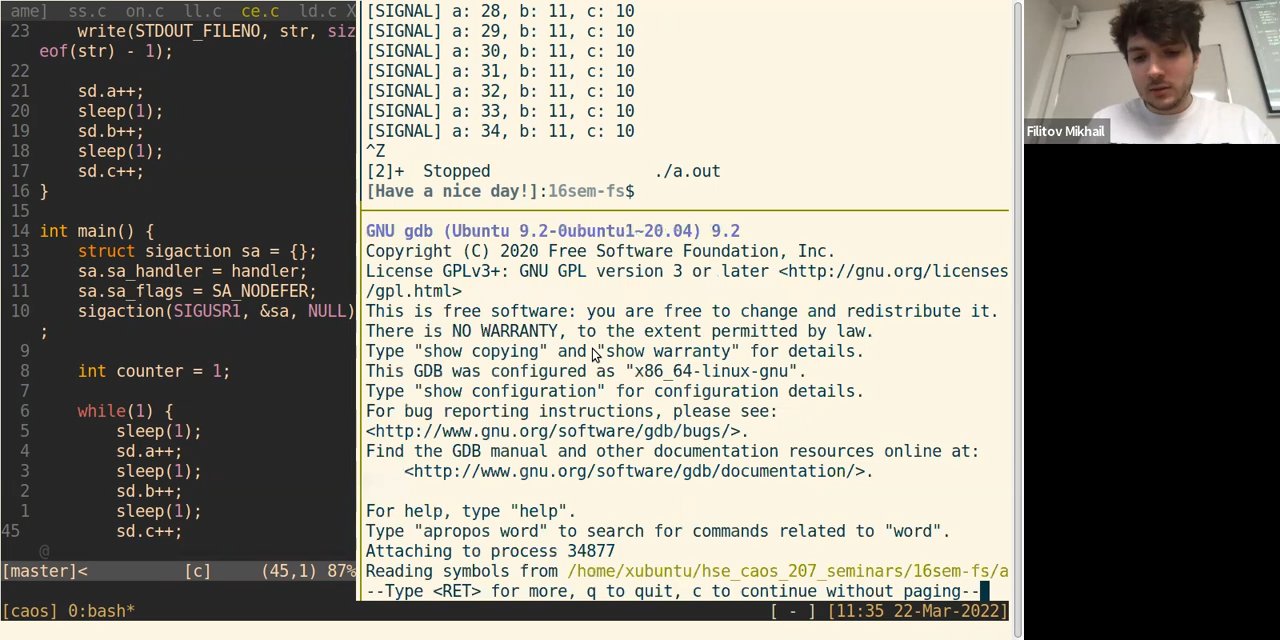 ame]  ss.c  on.c  ll.c  ce.c  ld.c X
23     write(STDOUT_FILENO, str, siz
eof(str) - 1);
22
21     sd.a++;
20     sleep(1);
19     sd.b++;
18     sleep(1);
17     sd.c++;
16 }
15
14 int main() {
13     struct sigaction sa = {};
12     sa.sa_handler = handler;
11     sa.sa_flags = SA_NODEFER;
10     sigaction(SIGUSR1, &sa, NULL)
;
9
8     int counter = 1;
7
6     while(1) {
5         sleep(1);
4         sd.a++;
3         sleep(1);
2         sd.b++;
1         sleep(1);
45         sd.c++;
@
[master]<          [c]     (45,1) 87%
[SIGNAL] a: 28, b: 11, c: 10
[SIGNAL] a: 29, b: 11, c: 10
[SIGNAL] a: 30, b: 11, c: 10
[SIGNAL] a: 31, b: 11, c: 10
[SIGNAL] a: 32, b: 11, c: 10
[SIGNAL] a: 33, b: 11, c: 10
[SIGNAL] a: 34, b: 11, c: 10
^Z
[2]+  Stopped                 ./a.out
[Have a nice day!]:16sem-fs$
GNU gdb (Ubuntu 9.2-0ubuntu1~20.04) 9.2
Copyright (C) 2020 Free Software Foundation, Inc.
License GPLv3+: GNU GPL version 3 or later <http://gnu.org/licenses
/gpl.html>
This is free software: you are free to change and redistribute it.
There is NO WARRANTY, to the extent permitted by law.
Type "show copying" and "show warranty" for details.
This GDB was configured as "x86_64-linux-gnu".
Type "show configuration" for configuration details.
For bug reporting instructions, please see:
<http://www.gnu.org/software/gdb/bugs/>.
Find the GDB manual and other documentation resources online at:
    <http://www.gnu.org/software/gdb/documentation/>.
For help, type "help".
Type "apropos word" to search for commands related to "word".
Attaching to process 34877
Reading symbols from /home/xubuntu/hse_caos_207_seminars/16sem-fs/a
--Type <RET> for more, q to quit, c to continue without paging--
[caos] 0:bash*                    [ - ] [11:35 22-Mar-2022]
Filitov Mikhail